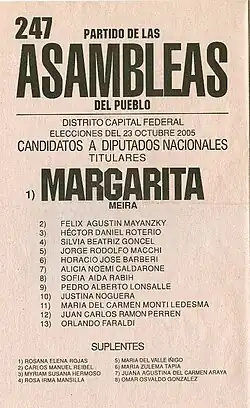 247
PARTIDO DE LAS
ASAMBLEAS
DEL PUEBLO
DISTRITO CAPITAL FEDERAL
ELECCIONES DEL 23 OCTUBRE 2005
CANDIDATOS A DIPUTADOS NACIONALES
TITULARES
1) MARGARITA
MEIRA
2) FELIX AGUSTIN MAYANZKY
3) HÉCTOR DANIEL ROTERIO
4) SILVIA BEATRIZ GONCEL
5) JORGE RODOLFO MACCHI
6) HORACIO JOSE BARBERI
7) ALICIA NOEMI CALDARONE
8) SOFIA AIDA RABIH
9) PEDRO ALBERTO LONSALLE
10) JUSTINA NOGUERA
11) MARIA DEL CARMEN MONTI LEDESMA
12) JUAN CARLOS RAMON PERREN
13) ORLANDO FARALDI
SUPLENTES
1) ROSANA ELENA ROJAS
2) CARLOS MANUEL REIBEL
3) MYRIAM SUSANA HERMOSO
4) ROSA IRMA MANSILLA
5) MARIA DEL VALLE IÑIGO
6) MARIA ZULEMA TAPIA
7) JUANA AGUSTINA DEL CARMEN ARAYA
8) OMAR OSVALDO GONZALEZ